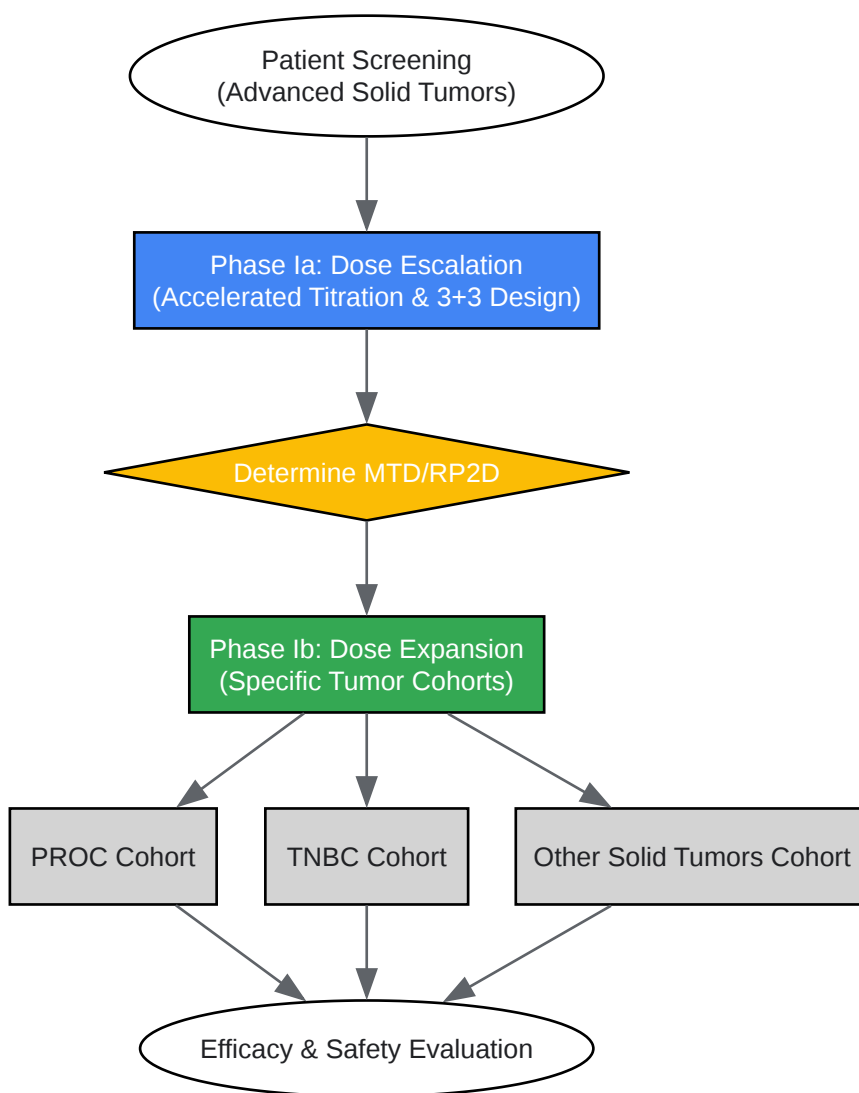 Patient Screening
(Advanced Solid Tumors)
Phase Ia: Dose Escalation
(Accelerated Titration & 3+3 Design)
Determine MTD/RP2D
Phase Ib: Dose Expansion
(Specific Tumor Cohorts)
PROC Cohort
TNBC Cohort
Other Solid Tumors Cohort
Efficacy & Safety Evaluation